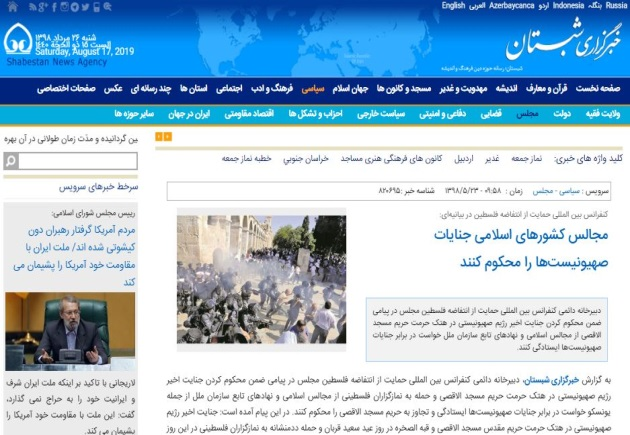 English العربی Azerbaycanca اردو Indonesia بنگله Russia
خبرگزاری شبستان
شبستان؛ رسانه حوزه دین فرهنگ و اندیشه
شنبه ۲۶ مرداد ۱۳۹۸
السبت ۱۵ ذو الحجة ۱۴۴۰
Saturday, August 17, 2019
Shabestan News Agency
صفحه نخست قرآن و معارف اندیشه مهدویت و غدیر مسجد و کانون ها جهان اسلام سیاسی فرهنگ و ادب اجتماعی استان ها چند رسانه ای عکس صفحات اختصاصی
ولایت فقیه دولت مجلس قضایی دفاعی و امنیتی سیاست خارجی احزاب و تشکل ها اقتصاد مقاومتی ایران در جهان سایر حوزه ها
ین گردانیده و مدّت زمان طولانی در آن بهره
کلید واژه های خبری: نماز جمعه غدیر اردبیل کانون های فرهنگی هنری مساجد خراسان جنوبي خطبه نماز جمعه
سرویس : سیاسی - مجلس زمان : ۰۹:۵۸ - ۱۳۹۸/۵/۲۳ شناسه خبر : ۸۲۰۶۹۵
کنفرانس بین المللی حمایت از انتفاضه فلسطین در بیانیه‌ای:
مجالس کشورهای اسلامی جنایات
صهیونیست‌ها را محکوم کنند
دبیرخانه دائمی کنفرانس بین المللی حمایت از انتفاضه فلسطین مجلس در پیامی
ضمن محکوم کردن جنایت اخیر رژیم صهیونیستی در هتک حرمت حریم مسجد
الاقصی از مجالس اسلامی و نهادهای تابع سازمان ملل خواست در برابر جنایات
صهیونیست‌ها ایستادگی کنند.
به گزارش خبرگزاری شبستان، دبیرخانه دائمی کنفرانس بین المللی حمایت از انتفاضه فلسطین مجلس در پیامی ضمن محکوم کردن جنایت اخیر
رژیم صهیونیستی در هتک حرمت حریم مسجد الاقصی و حمله به نمازگزاران فلسطینی از مجالس اسلامی و نهادهای تابع سازمان ملل از جمله
یونسکو خواست در برابر جنایات صهیونیست‌ها ایستادگی و تجاوز به حریم مسجد الاقصی را محکوم کنند. در این پیام آمده است: جنایت اخیر رژیم
صهیونیستی در هتک حرمت حریم مقدس مسجد الاقصی و قبه الصخره در روز عید سعید قربان و حمله ددمنشانه به نمازگزاران فلسطینی در این روز
سرخط خبرهای سرویس
رییس مجلس شورای اسلامی:
مردم آمریکا گرفتار رهبران دون
کیشوتی شده اند/ ملت ایران با
مقاومت خود آمریکا را پشیمان می
کند
لاریجانی با تاکید بر اینکه ملت ایران شرف
و ایرانیت خود را به حراج نمی گذارد،
گفت: این ملت با مقاومت خود آمریکا
را پشیمان می کند.